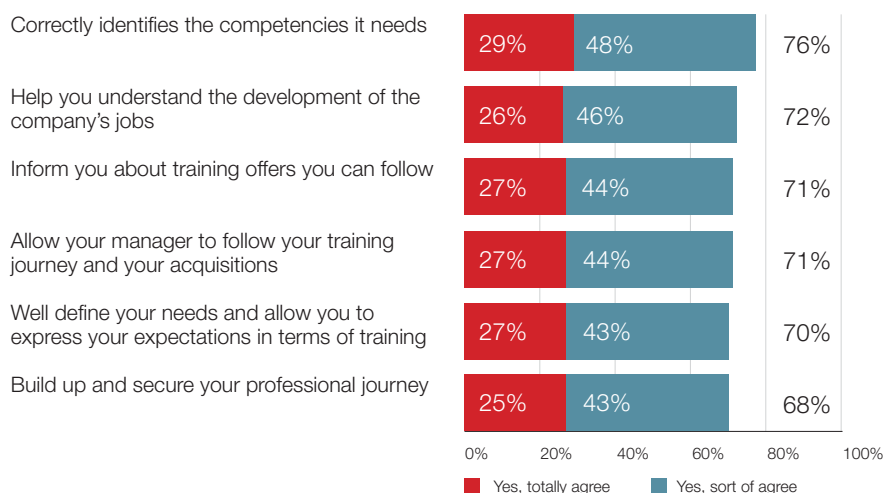 Correctly identifies the competencies it needs
29% 48% 76%
Help you understand the development of the
company’s jobs
26% 46% 72%
Inform you about training offers you can follow
27% 44% 71%
Allow your manager to follow your training
journey and your acquisitions
27% 44% 71%
Well define your needs and allow you to
express your expectations in terms of training
27% 43% 70%
Build up and secure your professional journey
25% 43% 68%
0% 20% 40% 60% 80% 100%
Yes, totally agree Yes, sort of agree